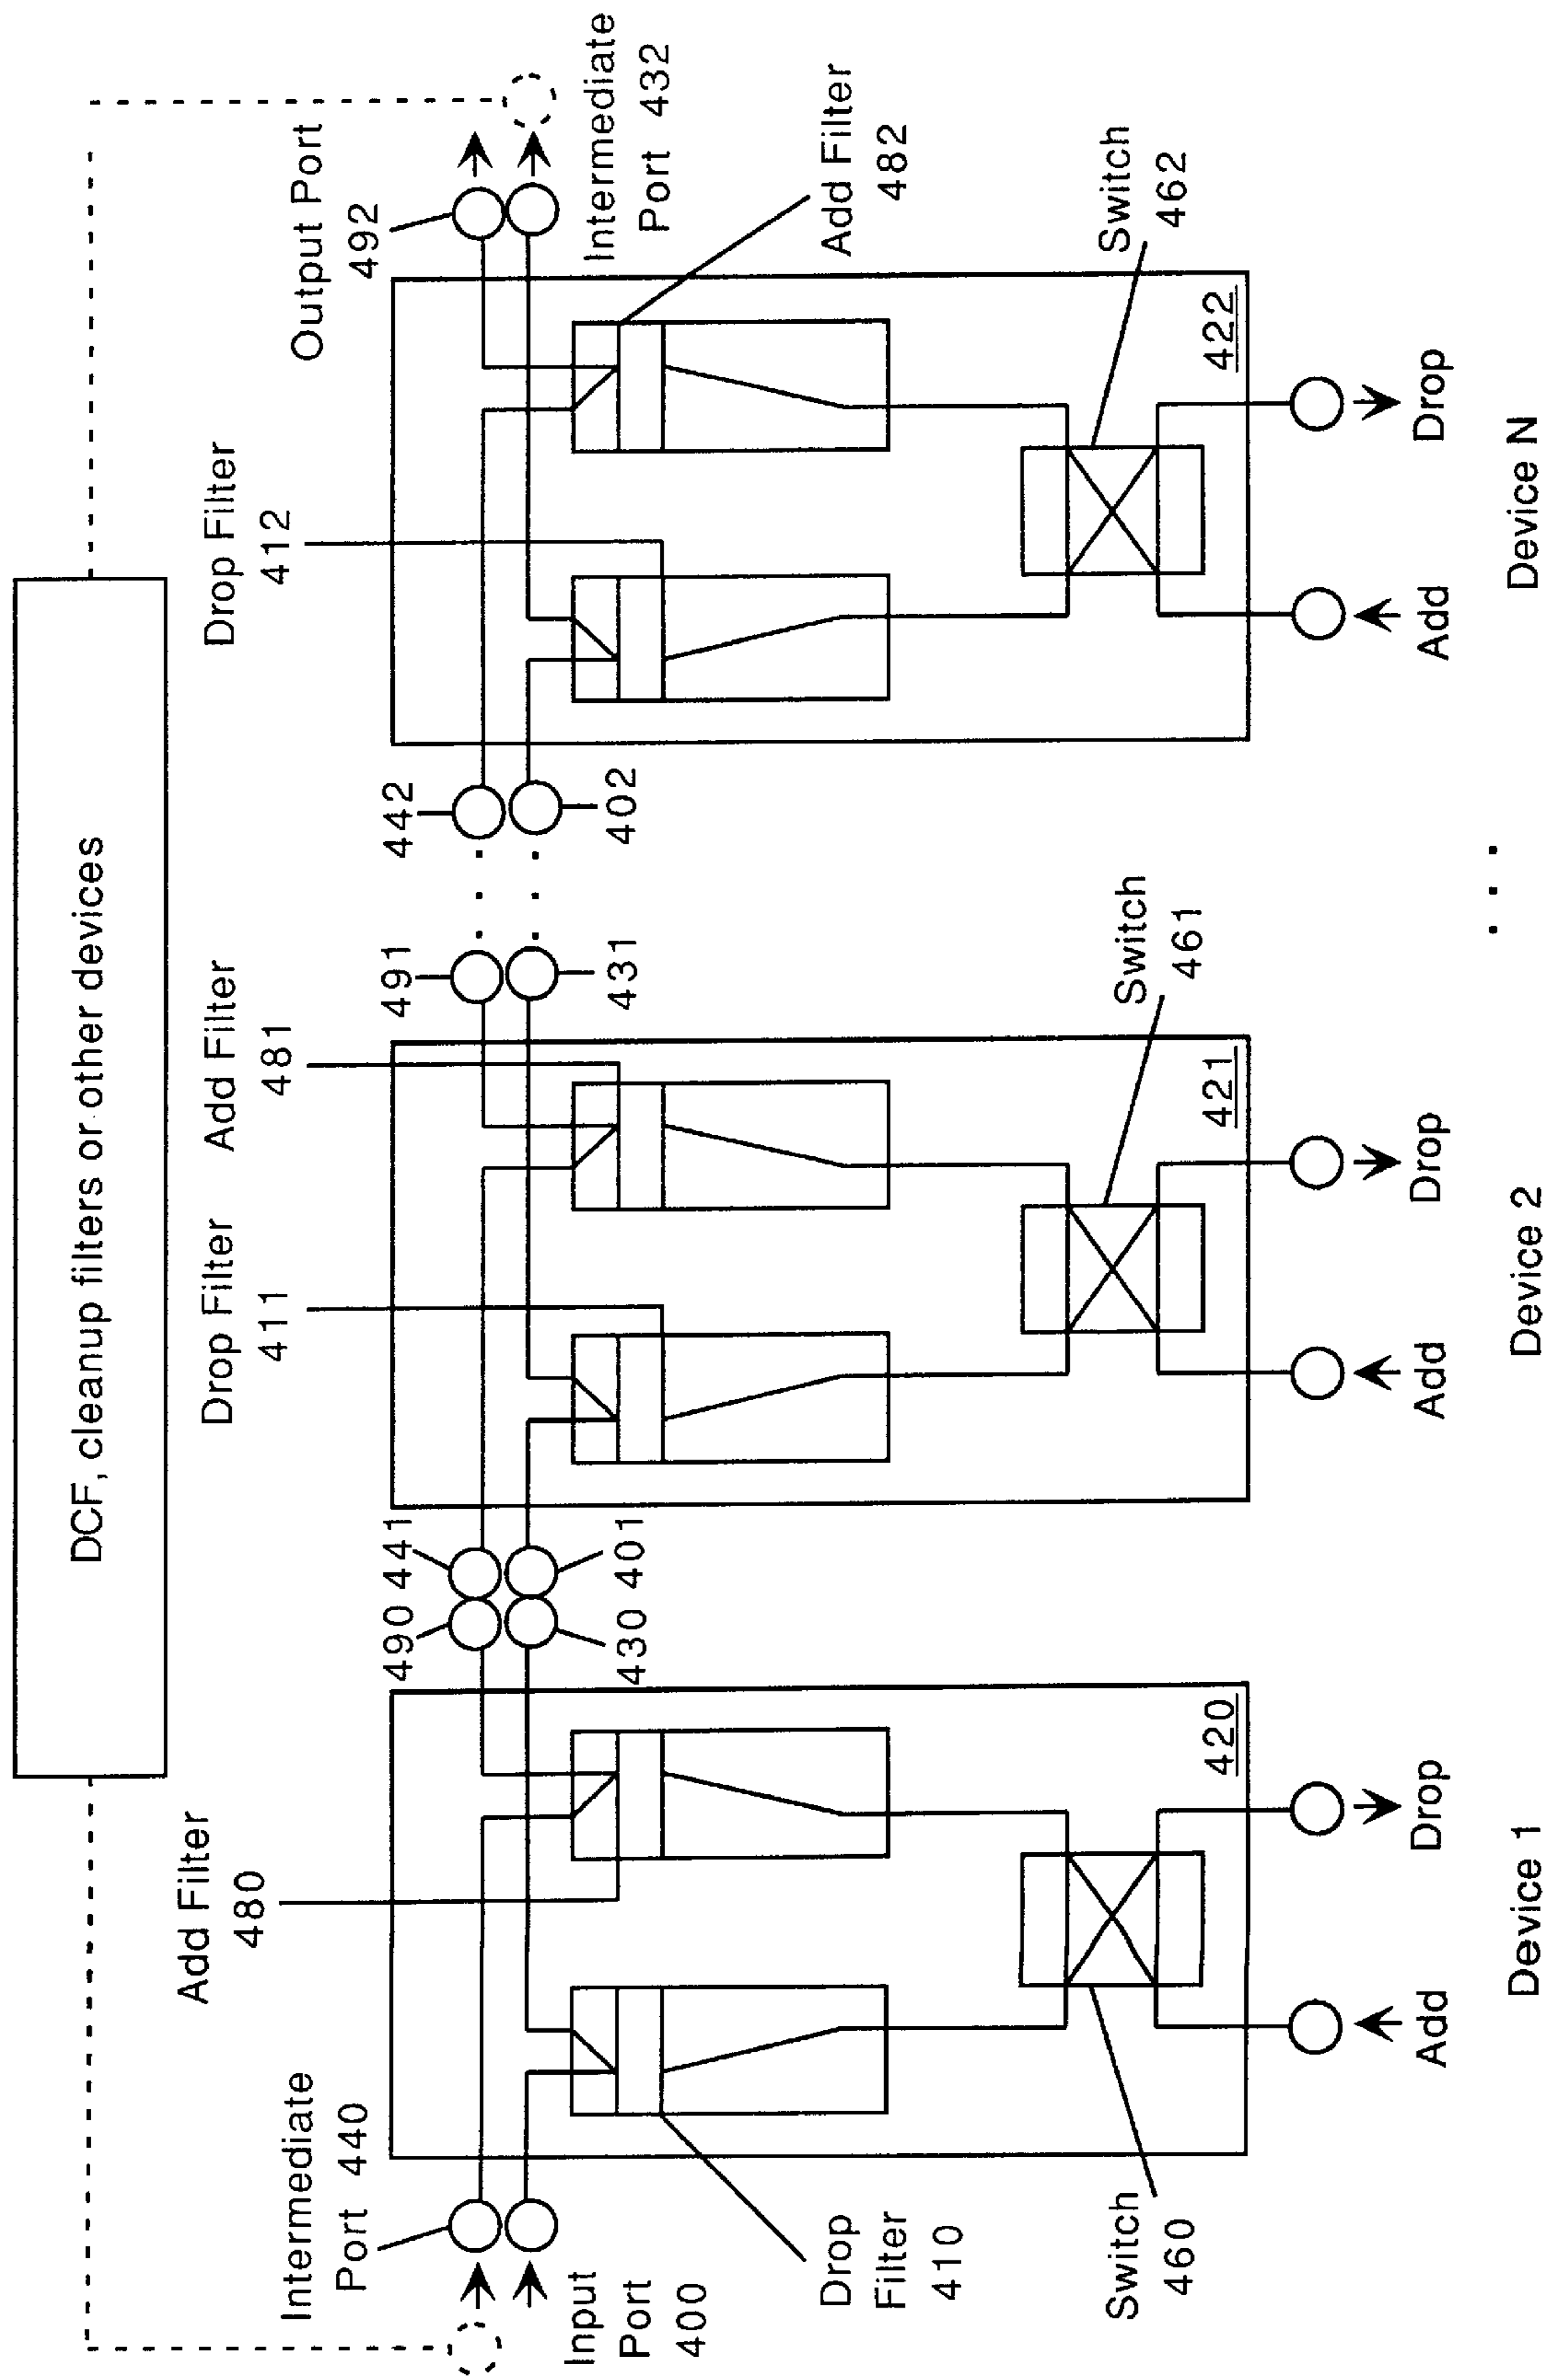 DCF, cleanup filters or other devices
Output Port
492
Intermediate
Port 432
Add Filter
482
Drop Filter
412
Switch
462
422
442
402
Add
Drop
Device N
. . .
491
431
Add Filter
481
Drop Filter
411
Switch
461
421
Add
Drop
Device 2
490 441
430 401
Add Filter
480
Intermediate
Port 440
Input
Port
400
Drop
Filter
410
Switch
460
420
Add
Drop
Device 1